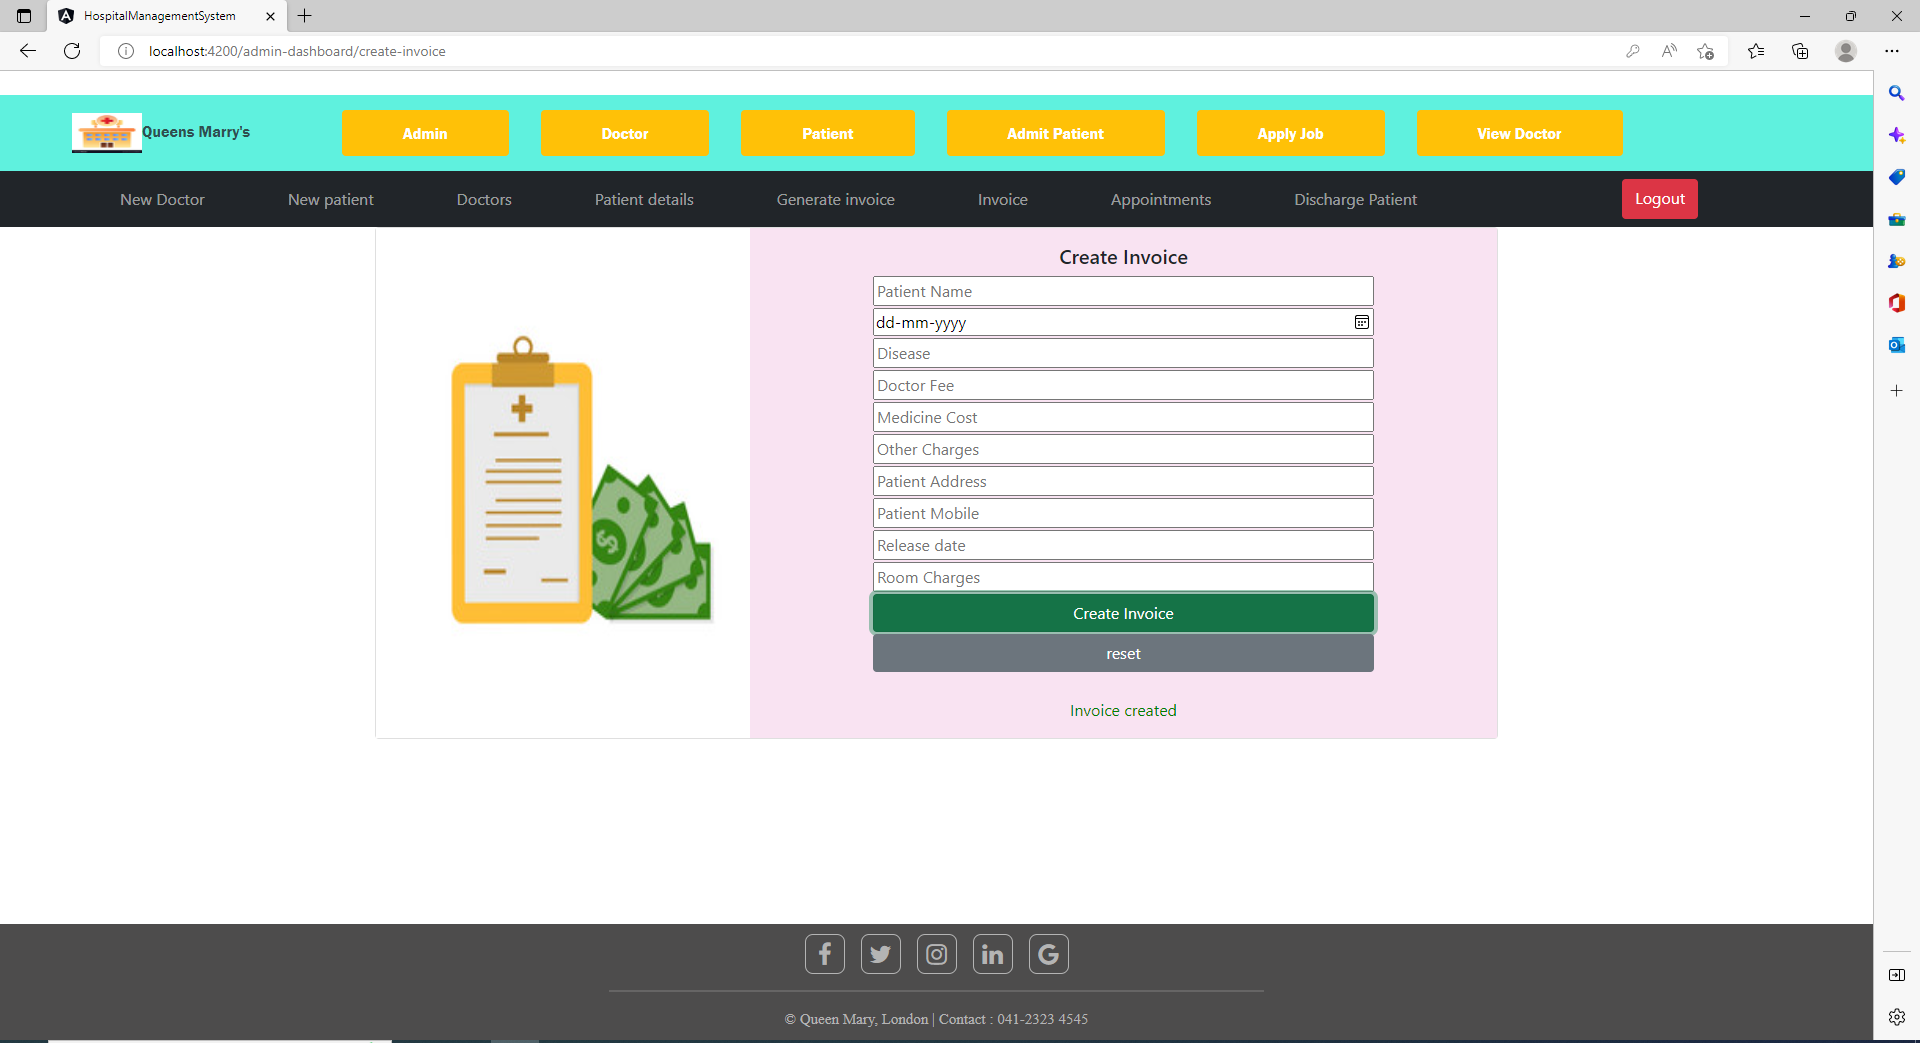 HospitalManagementSystem
localhost:4200/admin-dashboard/create-invoice
Queens Marry's
Admin
Doctor
Patient
Admit Patient
Apply Job
View Doctor
New Doctor
New patient
Doctors
Patient details
Generate invoice
Invoice
Appointments
Discharge Patient
Logout
Create Invoice
Patient Name
dd-mm-yyyy
Disease
Doctor Fee
Medicine Cost
Other Charges
Patient Address
Patient Mobile
Release date
Room Charges
Create Invoice
reset
Invoice created
© Queen Mary, London | Contact : 041-2323 4545